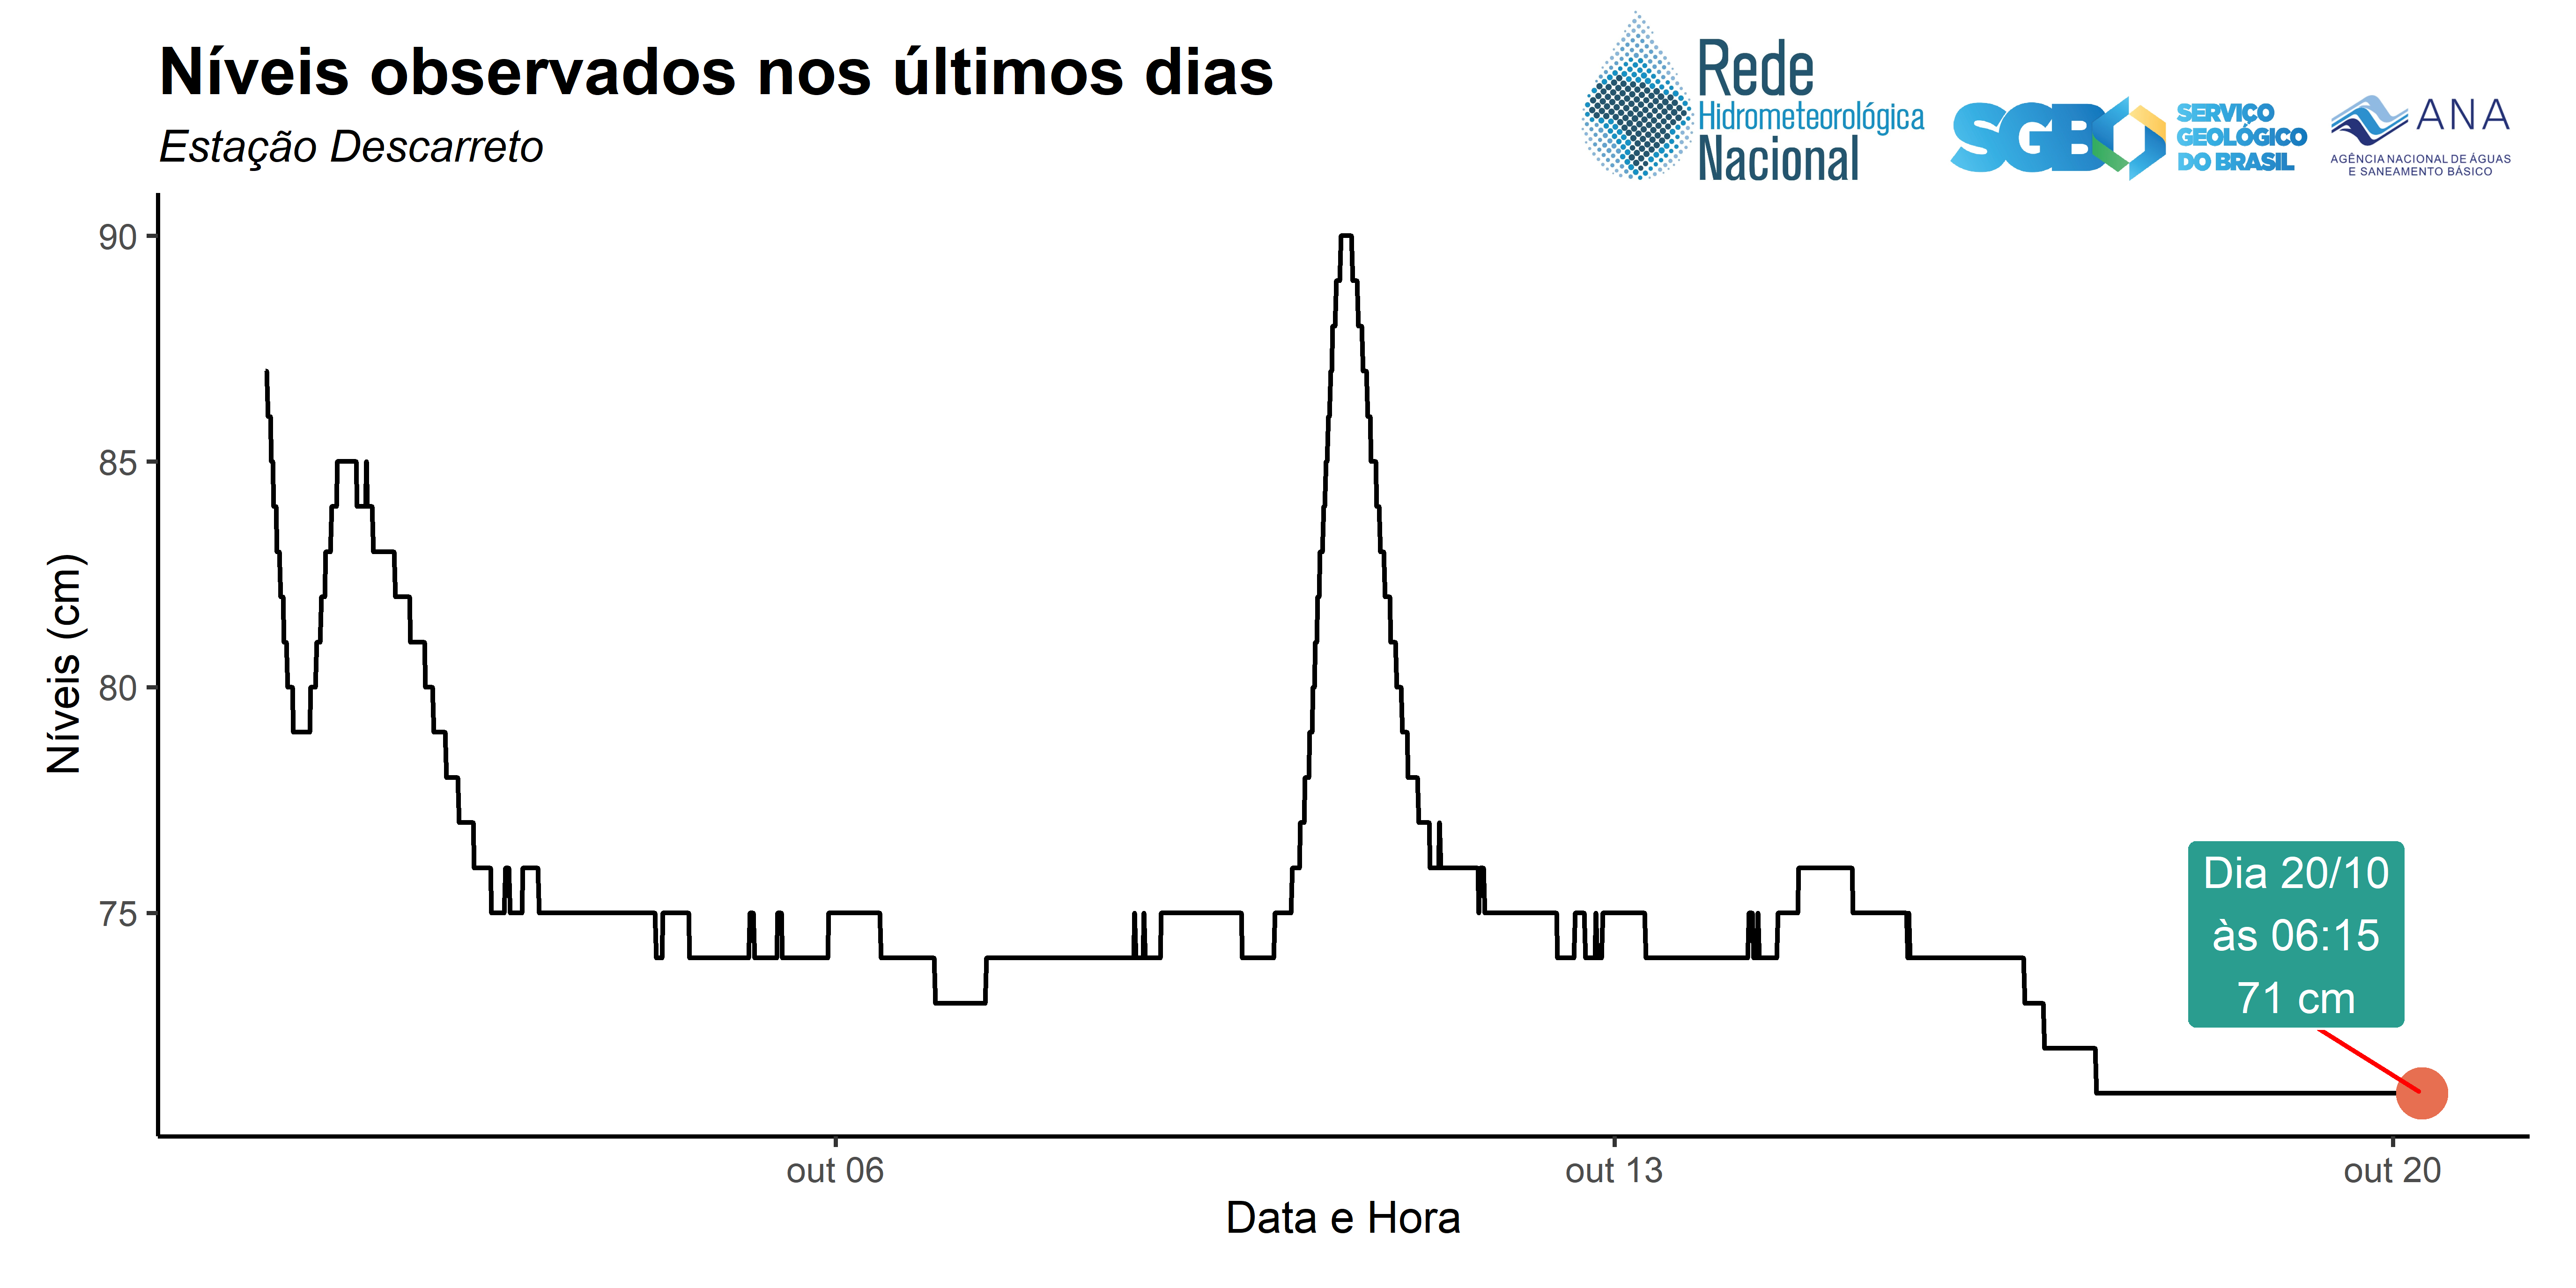 Níveis observados nos últimos dias
Estação Descarreto
Rede
Hidrometeorológica
Nacional
SGB
SERVIÇO
GEOLÓGICO
DO BRASIL
ANA
AGÊNCIA NACIONAL DE ÁGUAS
E SANEAMENTO BÁSICO
Níveis (cm)
90
85
80
75
Dia 20/10
às 06:15
71 cm
out 06
out 13
out 20
Data e Hora